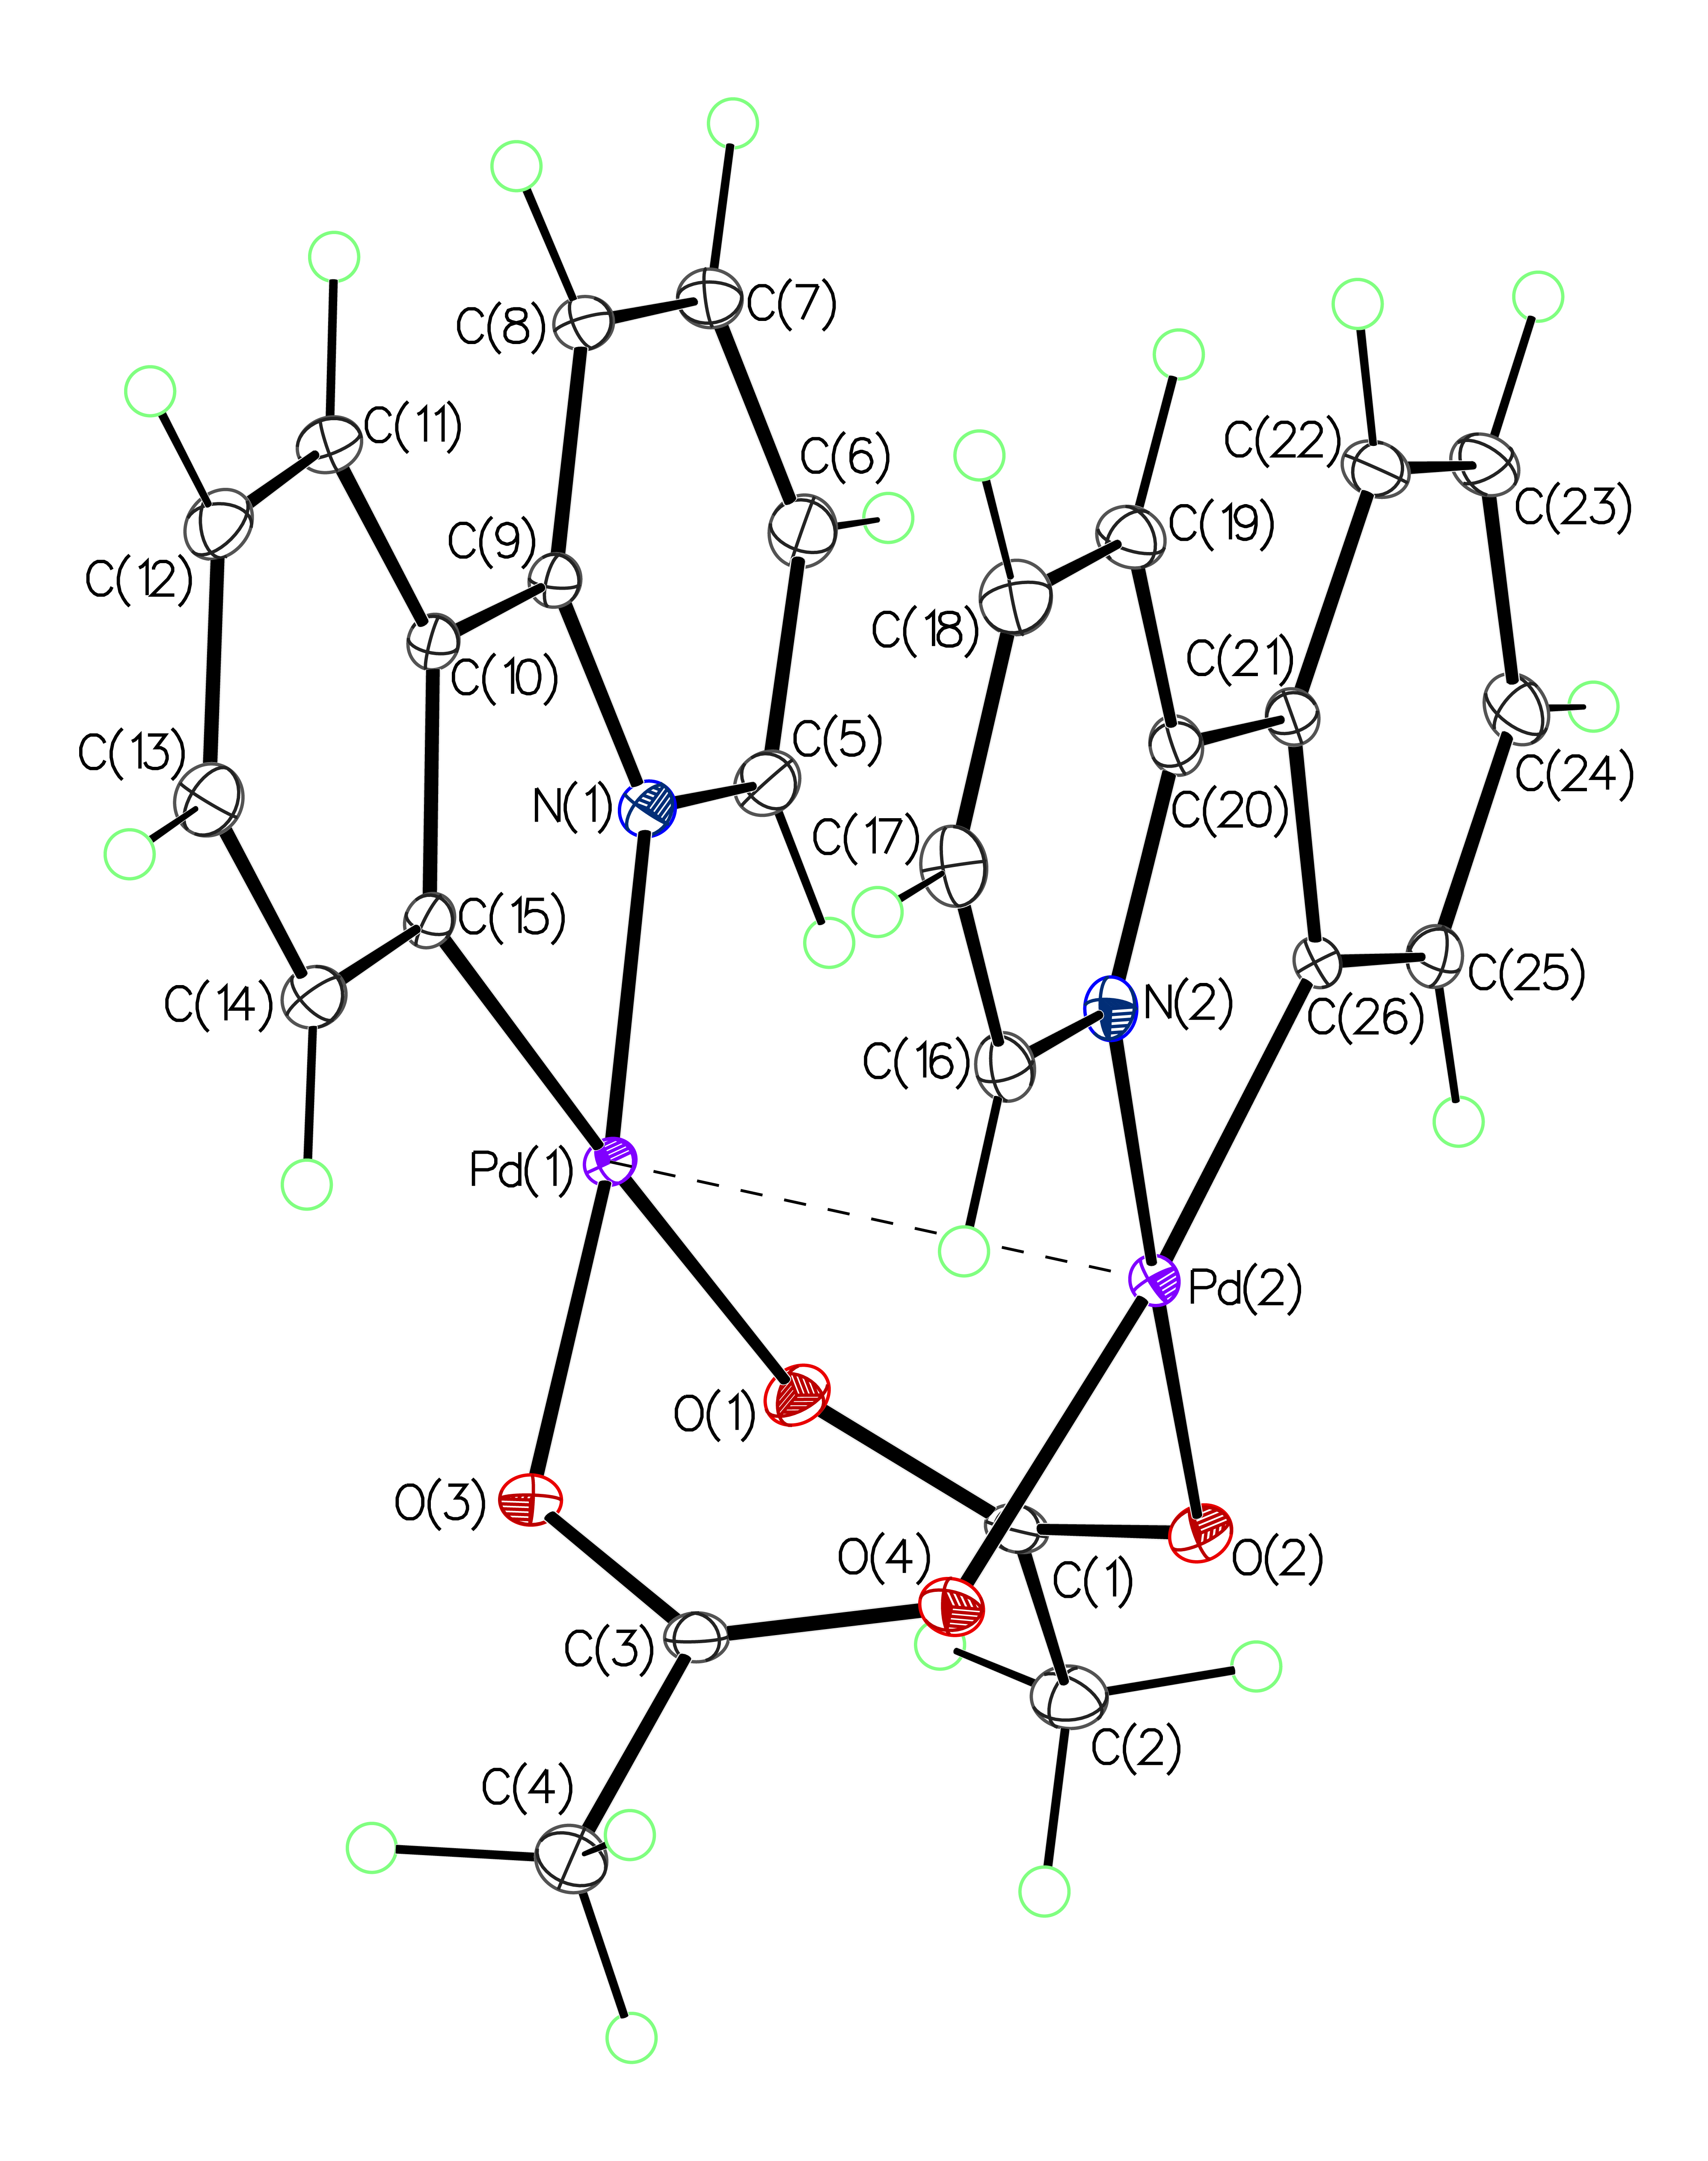 C(7)
C(8)
C(11)
C(22)
C(6)
C(23)
C(19)
C(9)
C(12)
C(18)
C(21)
C(10)
C(5)
C(13)
C(24)
N(1)
C(20)
C(17)
C(15)
C(25)
C(14)
N(2)
C(26)
C(16)
Pd(1)
Pd(2)
O(1)
O(3)
O(4)
O(2)
C(1)
C(3)
C(2)
C(4)